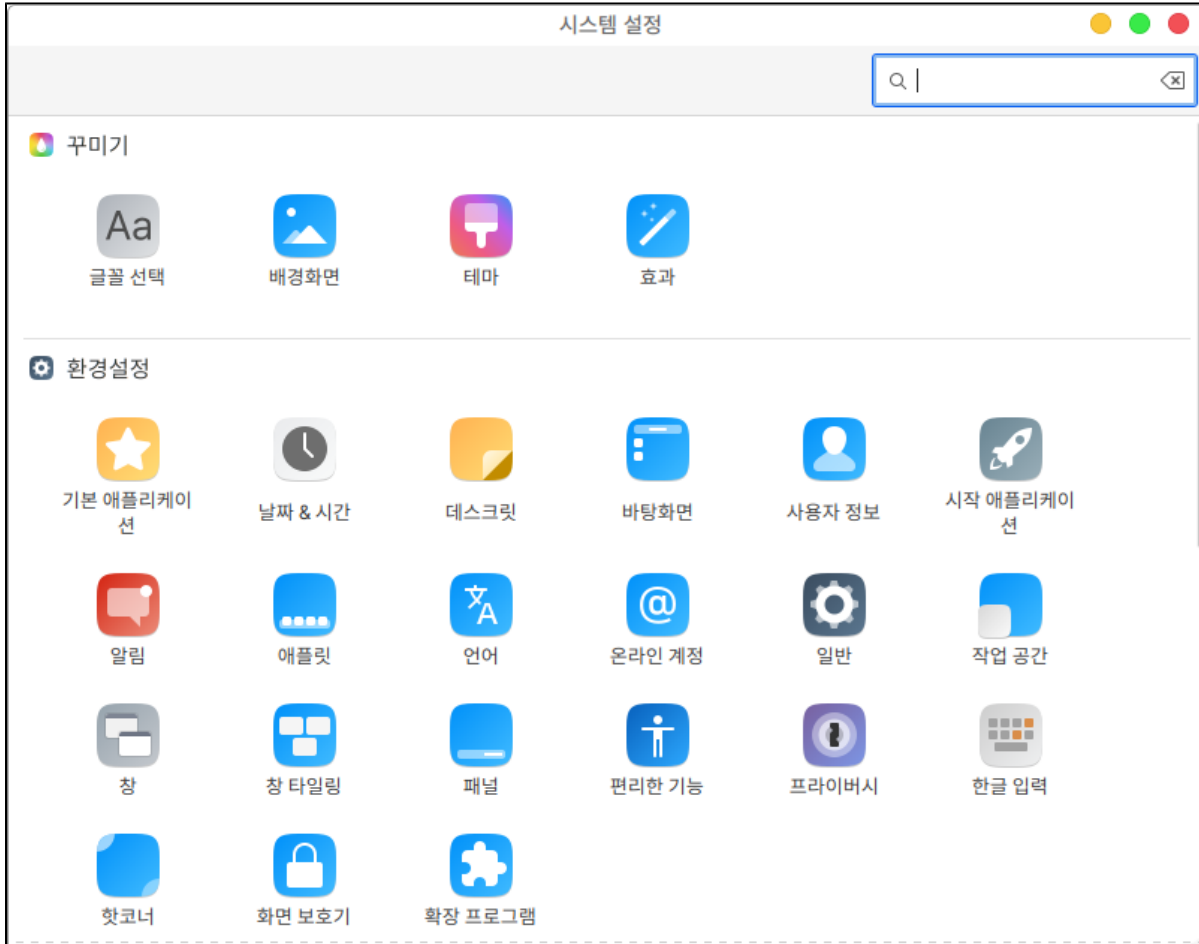 시스템 설정
꾸미기
Aa
글꼴 선택
배경화면
테마
효과
환경설정
기본 애플리케이
션
날짜 & 시간
데스크릿
바탕화면
사용자 정보
시작 애플리케이
션
알림
애플릿
文A
언어
@
온라인 계정
일반
작업 공간
창
창 타일링
패널
편리한 기능
프라이버시
한글 입력
핫코너
화면 보호기
확장 프로그램